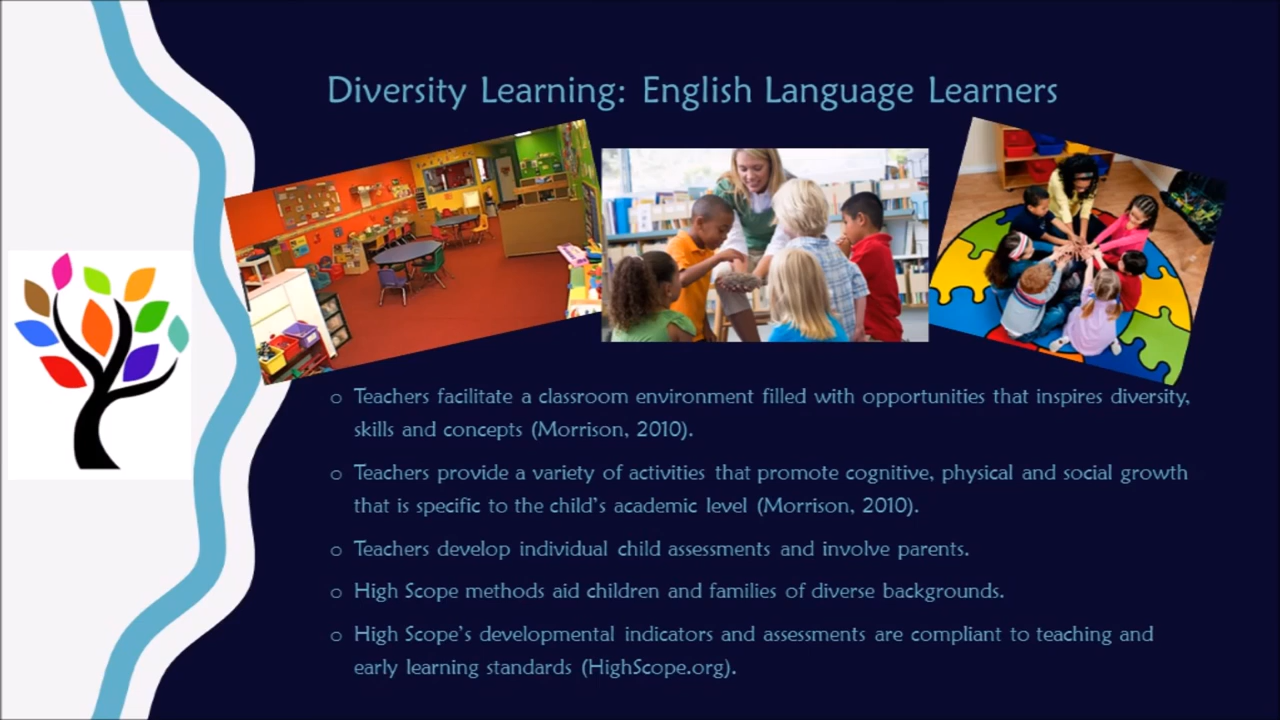 Diversity Learning: English Language Learners
o Teachers facilitate a classroom environment filled with opportunities that inspires diversity,
skills and concepts (Morrison, 2010).
o Teachers provide a variety of activities that promote cognitive, physical and social growth
that is specific to the child's academic level (Morrison, 2010).
o Teachers develop individual child assessments and involve parents.
o High Scope methods aid children and families of diverse backgrounds.
o High Scope's developmental indicators and assessments are compliant to teaching and
early learning standards (HighScope.org).